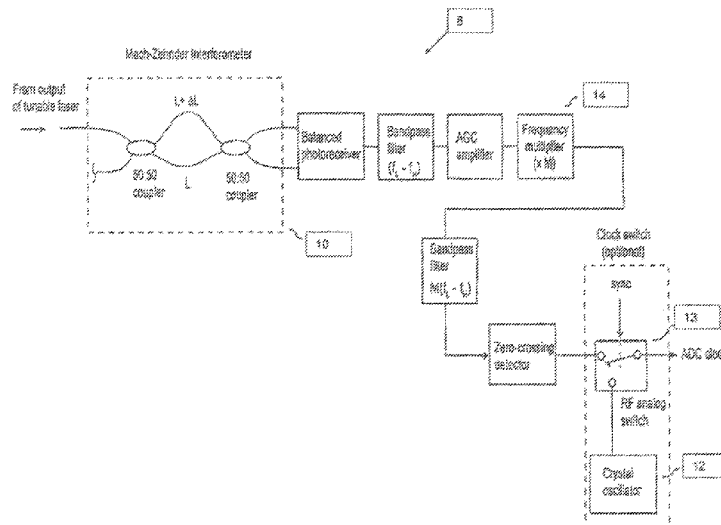 8
Mach-Zehnder Interferometer
From output
of tunable laser
L+ ΔL
L
50:50
coupler
50:50
coupler
10
Balanced
photoreceiver
Bandpass
filter
AGC
amplifier
14
Frequency
multiplier
(x M)
Bandpass
filter
Zero-crossing
detector
Clock switch
(optional)
sync
13
ADC clock
RF analog
switch
Crystal
oscillator
12